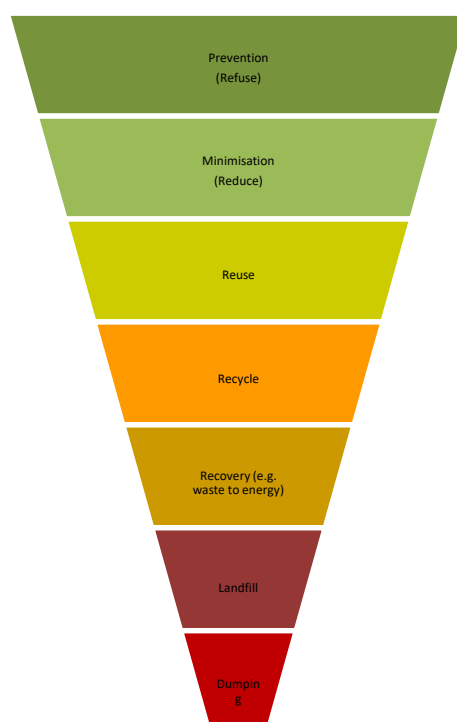 Prevention
(Refuse)
Minimisation
(Reduce)
Reuse
Recycle
Recovery (e.g.
waste to energy)
Landfill
Dumpin
g